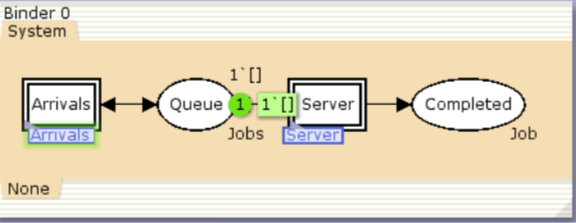 Binder 0
System
1`[]
Arrivals Queue 1 1`[] Server Completed
Arrivals Jobs Server Job
None